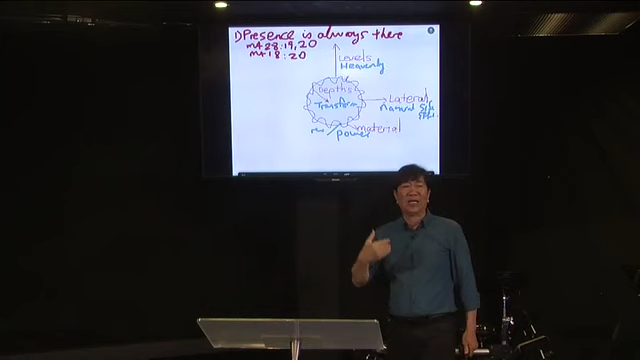 1) Presence is always there
Mt 28:19,20
Mt 18:20
Levels
Heavenly
Depths
Transform
Lateral
Natural
power
material